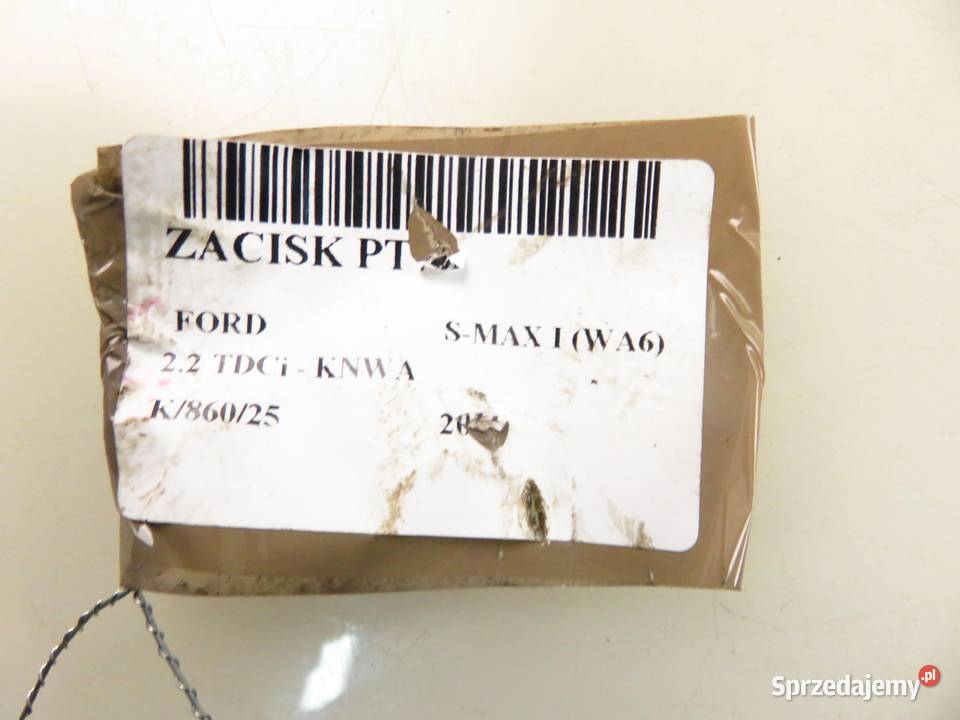 ZACISK PT
FORD S-MAX I (WA6)
2.2 TDCi - KNWA
K/860/25
Sprzedajemy.pl